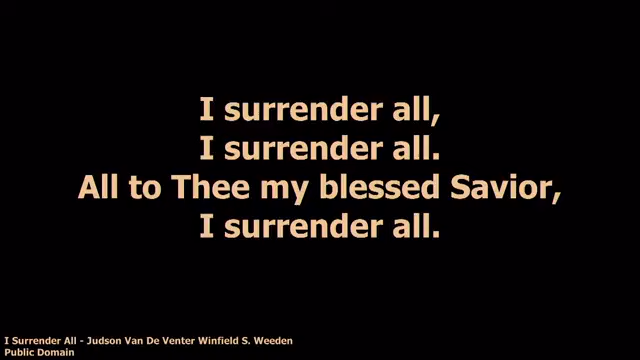 I surrender all,
I surrender all.
All to Thee my blessed Savior,
I surrender all.
I Surrender All - Judson Van De Venter Winfield S. Weeden
Public Domain